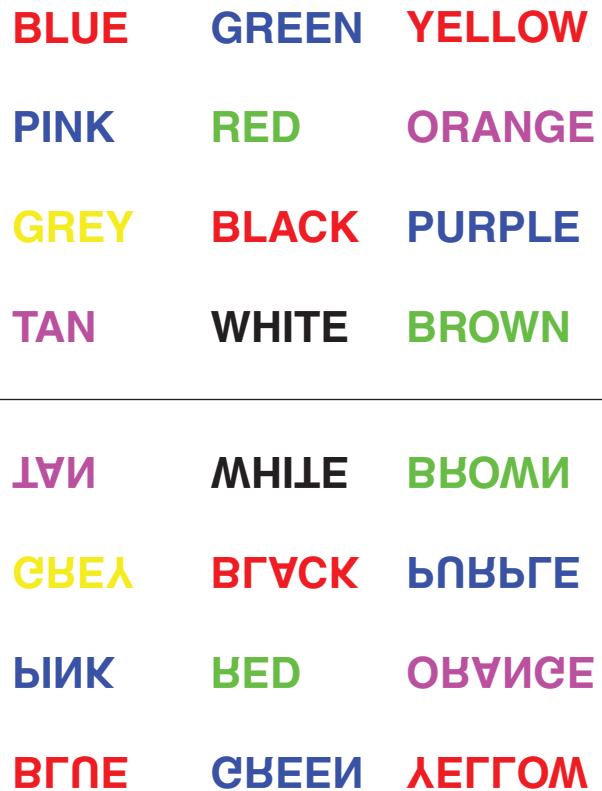 BLUE GREEN YELLOW
PINK RED ORANGE
GREY BLACK PURPLE
TAN WHITE BROWN
TAN WHITE BROWN
GREY BLACK PURPLE
PINK RED ORANGE
BLUE GREEN YELLOW